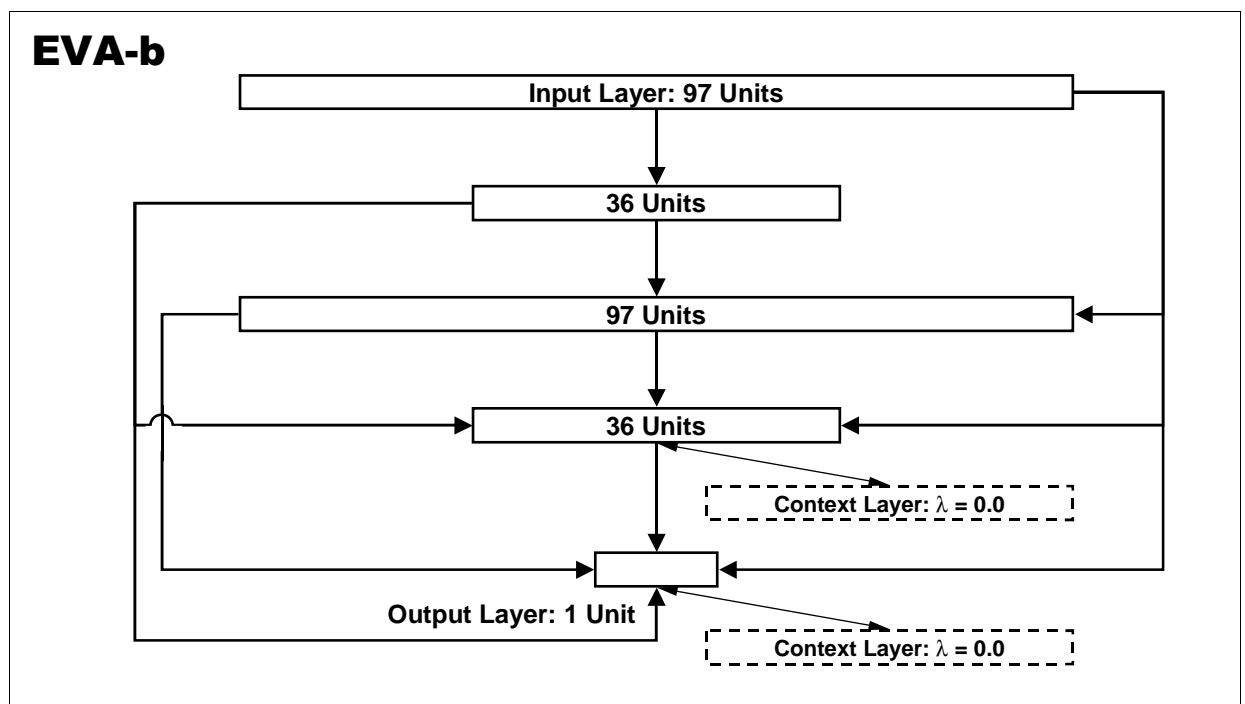 EVA-b
Input Layer: 97 Units
36 Units
97 Units
36 Units
Context Layer: λ = 0.0
Output Layer: 1 Unit
Context Layer: λ = 0.0